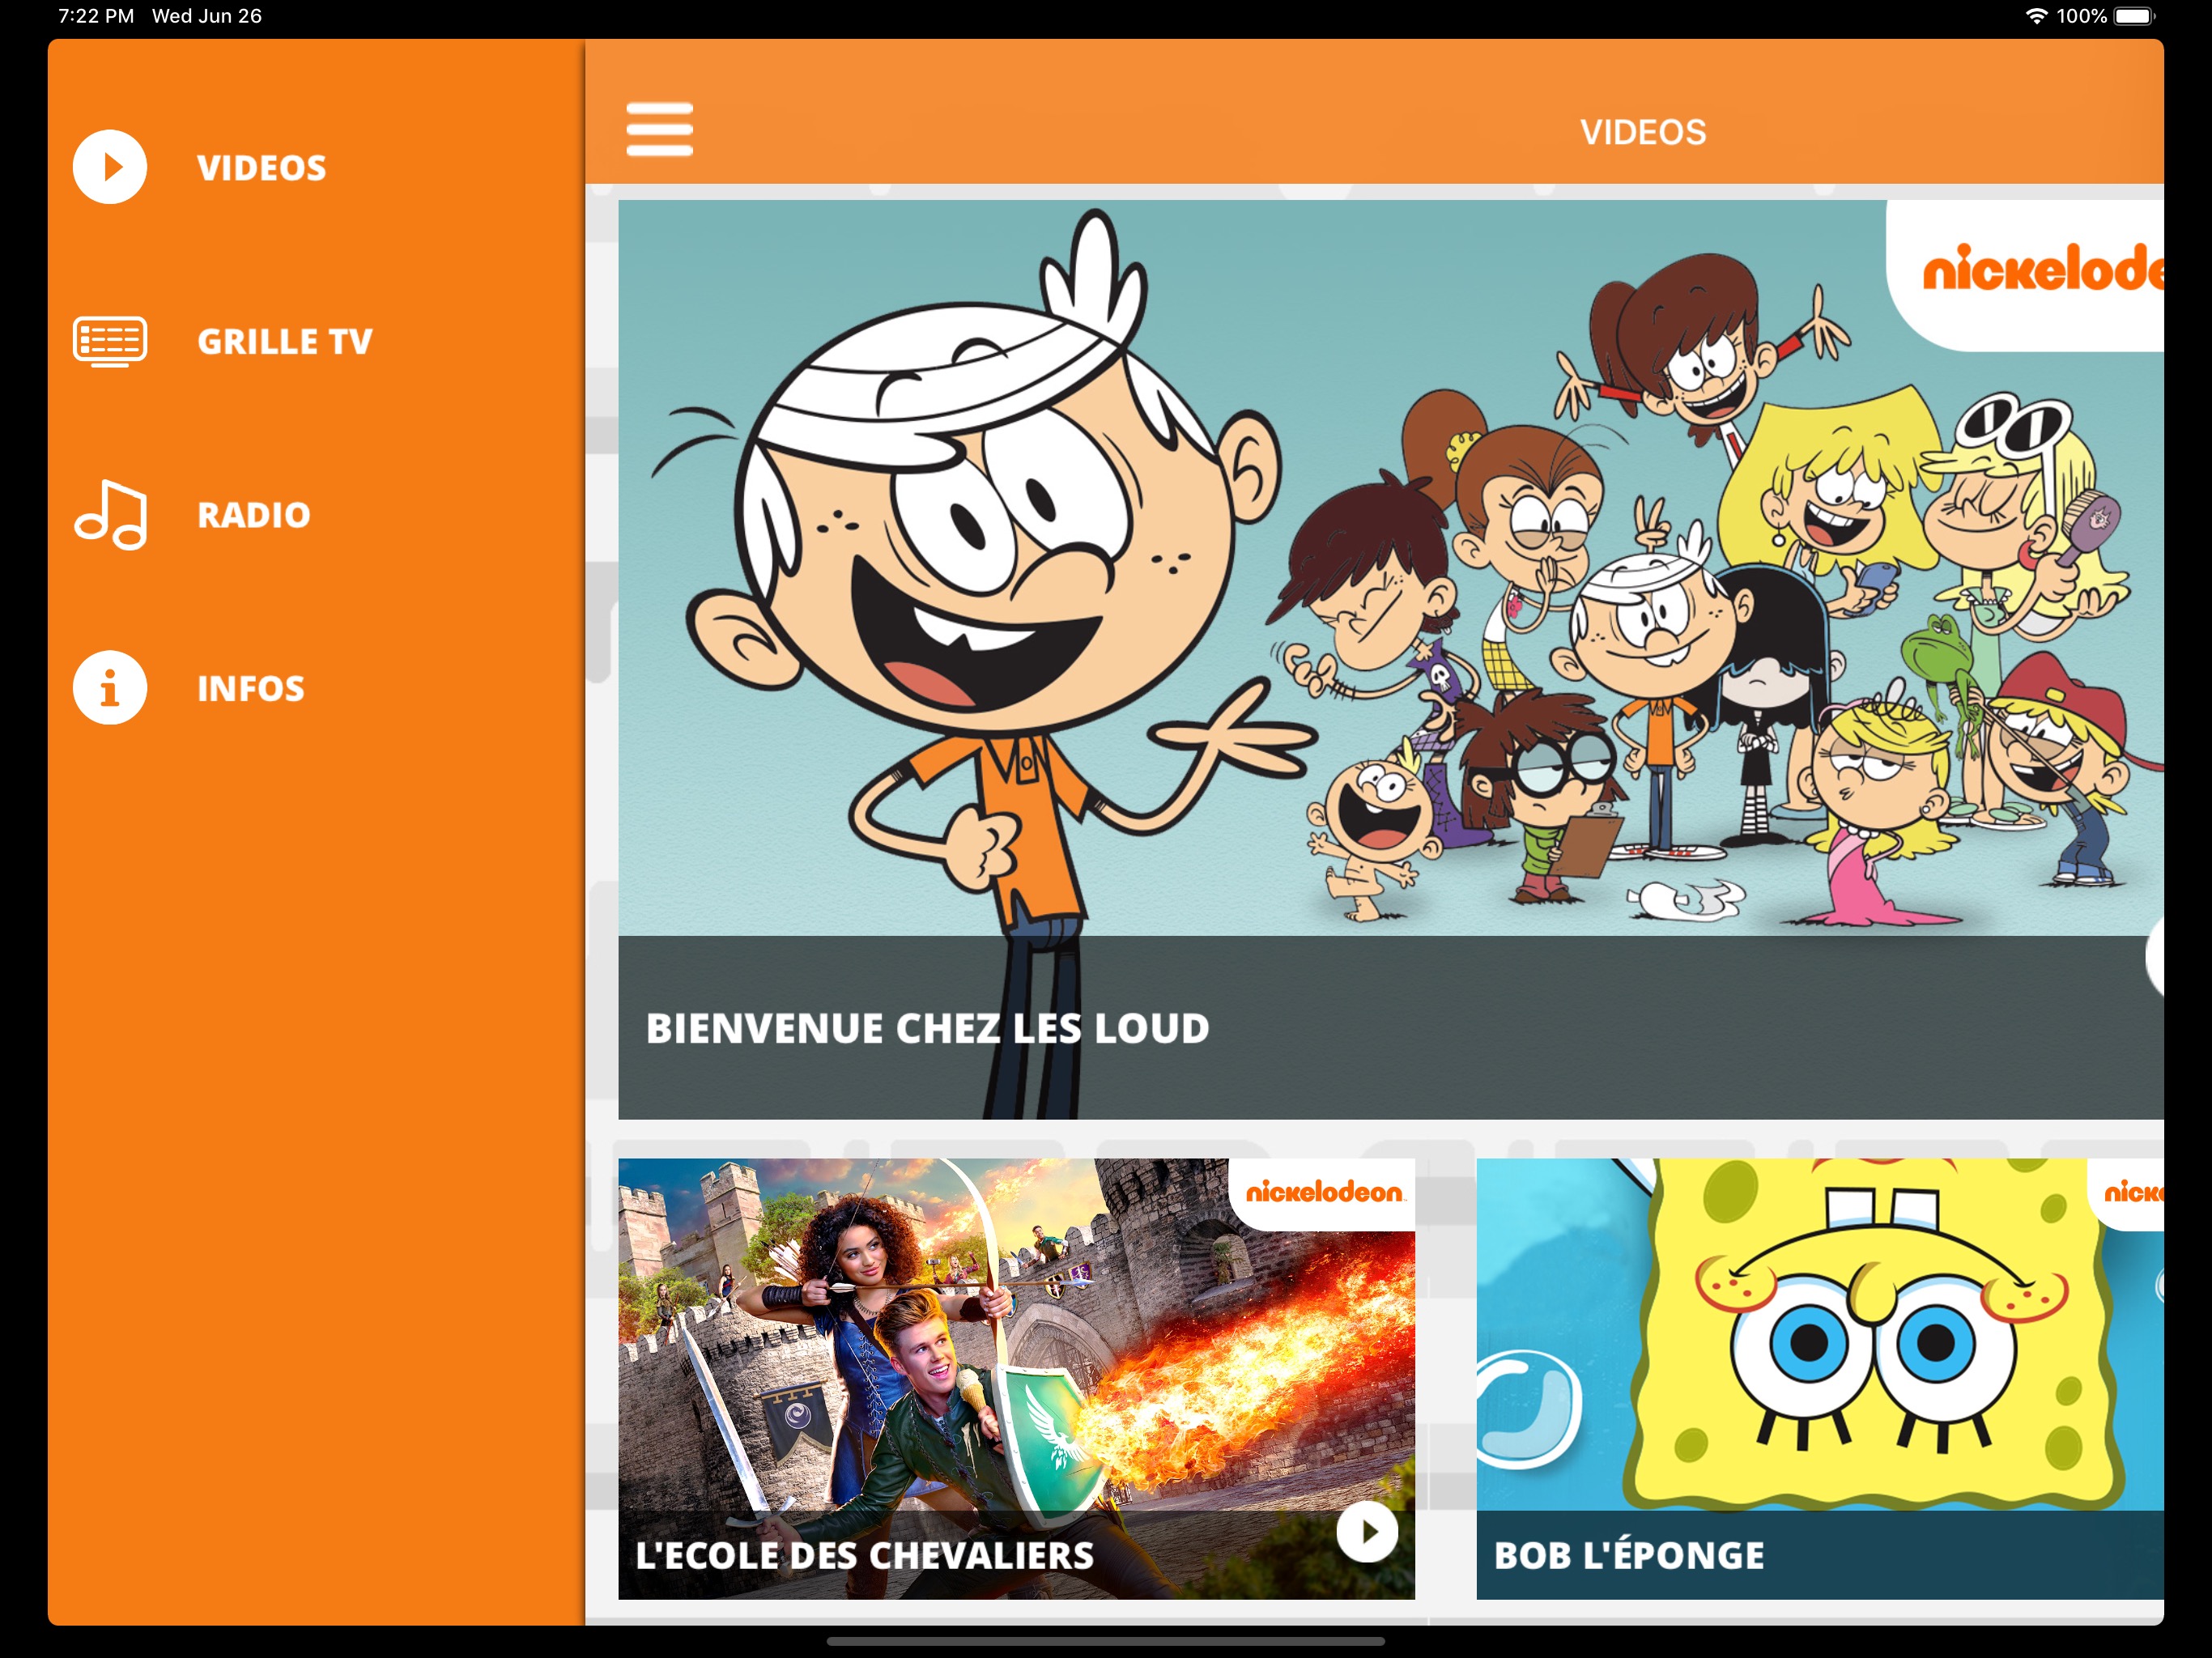 7:22 PM Wed Jun 26
100%
VIDEOS
GRILLE TV
RADIO
INFOS
VIDEOS
nickelode
BIENVENUE CHEZ LES LOUD
nickelodeon
L'ECOLE DES CHEVALIERS
nick
BOB L'ÉPONGE